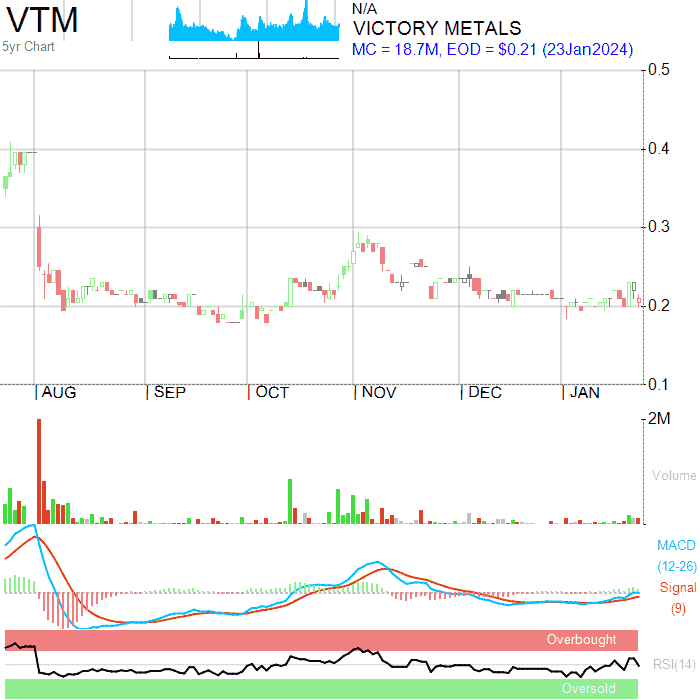 VTM
5yr Chart
N/A
VICTORY METALS
MC = 18.7M, EOD = $0.21 (23Jan2024)
0.5
0.4
0.3
0.2
0.1
AUG SEP OCT NOV DEC JAN
2M
Volume
MACD
(12-26)
Signal
(9)
Overbought
RSI(14)
Oversold